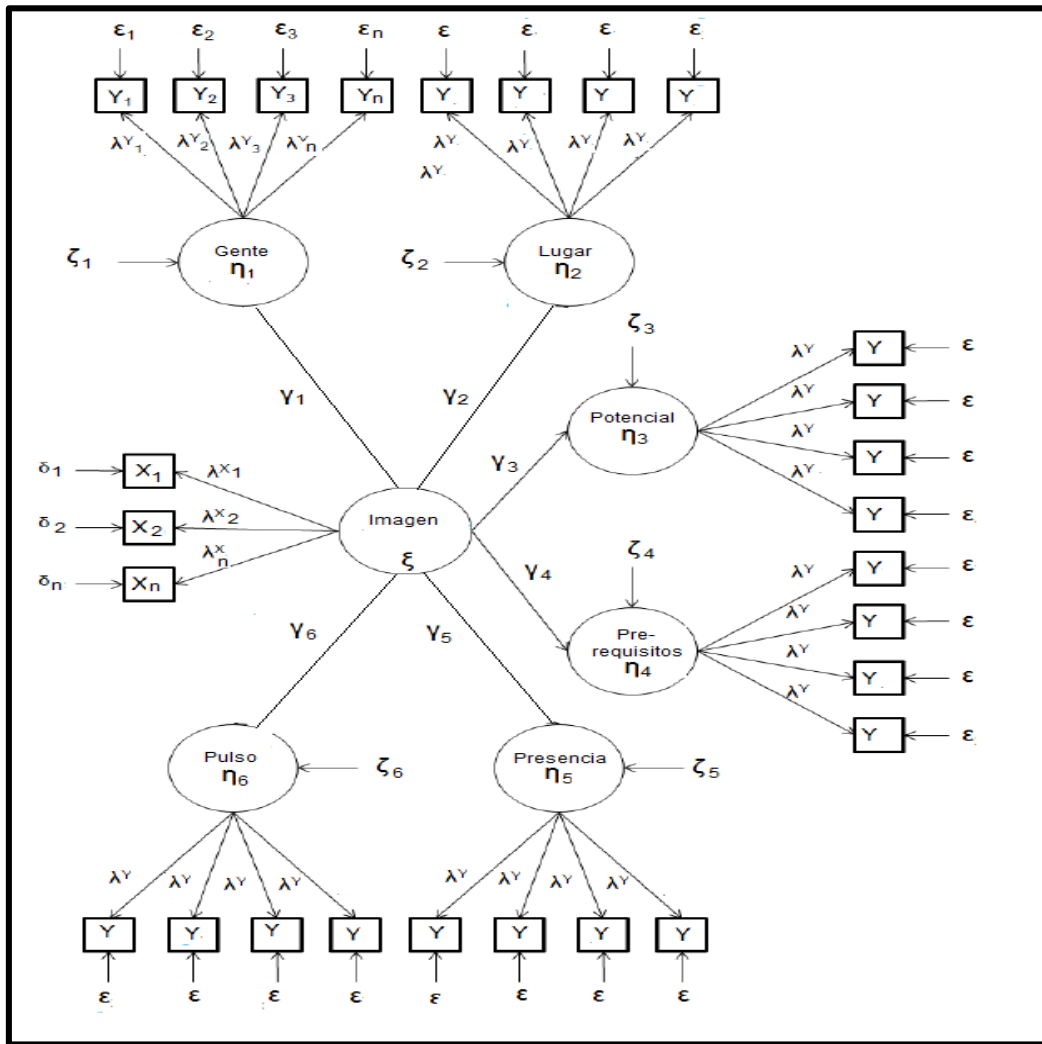 ε₁ ε₂ ε₃ εₙ ε ε ε ε
Y₁ Y₂ Y₃ Yₙ Y Y Y Y
λʸ₁ λʸ₂ λʸ₃ λʸₙ λʸ λʸ λʸ λʸ
λʸ
Gente Lugar
ζ₁ η₁ ζ₂ η₂
ζ₃
Y ε
λʸ
γ₁ γ₂
λʸ
Y ε
Potencial
η₃
λʸ
Y ε
γ₃
λʸ
Y ε
δ₁ X₁ λˣ₁
Imagen
δ₂ X₂ λˣ₂
ξ
δₙ Xₙ λˣₙ
ζ₄
Y ε
γ₄
λʸ
λʸ
Y ε
γ₆ γ₅
Pre-
requisitos
η₄
λʸ
Y ε
λʸ
Y ε
Pulso Presencia
η₆ ζ₆ η₅ ζ₅
λʸ λʸ λʸ λʸ λʸ λʸ λʸ λʸ
Y Y Y Y Y Y Y Y
ε ε ε ε ε ε ε ε